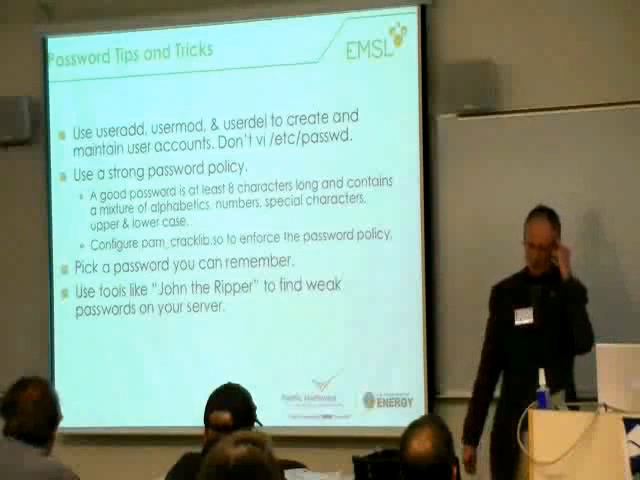 Password Tips and Tricks
EMSL
Use useradd, usermod, & userdel to create and
maintain user accounts. Don't vi /etc/passwd.
Use a strong password policy.
A good password is at least 8 characters long and contains
a mixture of alphabetics, numbers, special characters,
upper & lower case.
Configure pam_cracklib.so to enforce the password policy.
Pick a password you can remember.
Use tools like "John the Ripper" to find weak
passwords on your server.
Pacific Northwest
ENERGY